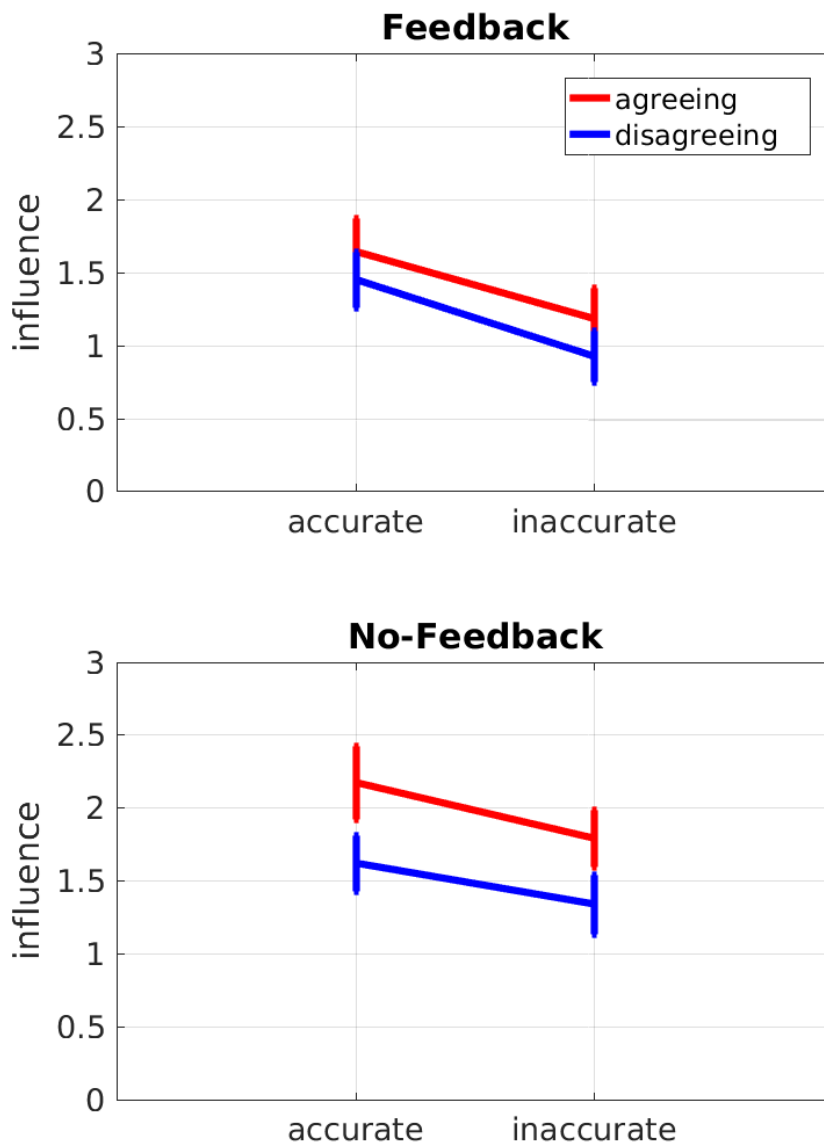 Feedback
3
2.5
2
1.5
1
0.5
0
influence
agreeing
disagreeing
accurate inaccurate
No-Feedback
3
2.5
2
1.5
1
0.5
0
influence
accurate inaccurate